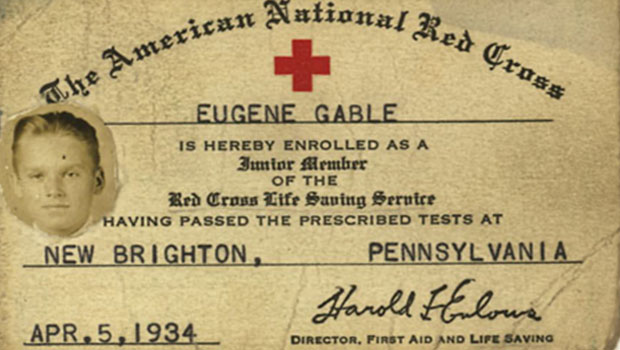 The American National Red Cross
EUGENE GABLE
IS HEREBY ENROLLED AS A
Junior Member
OF THE
Red Cross Life Saving Service
HAVING PASSED THE PRESCRIBED TESTS AT
NEW BRIGHTON, PENNSYLVANIA
Harold
APR. 5, 1934
DIRECTOR, FIRST AID AND LIFE SAVING